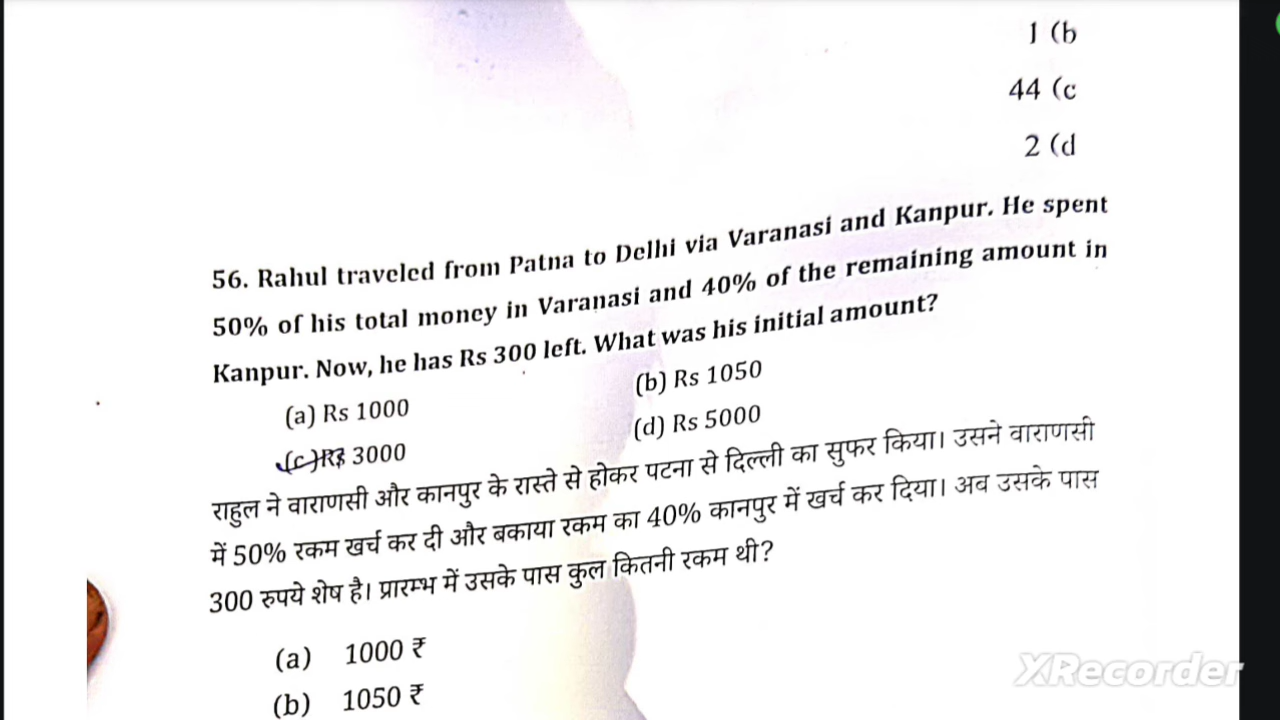 1 (b
44 (c
2 (d
56. Rahul traveled from Patna to Delhi via Varanasi and Kanpur. He spent
50% of his total money in Varanasi and 40% of the remaining amount in
Kanpur. Now, he has Rs 300 left. What was his initial amount?
(a) Rs 1000 (b) Rs 1050
(c) Rs 3000 (d) Rs 5000
राहुल ने वाराणसी और कानपुर के रास्ते से होकर पटना से दिल्ली का सुफर किया। उसने वाराणसी
में 50% रकम खर्च कर दी और बकाया रकम का 40% कानपुर में खर्च कर दिया। अब उसके पास
300 रुपये शेष है। प्रारम्भ में उसके पास कुल कितनी रकम थी?
(a) 1000 ₹
(b) 1050 ₹
XRecorder